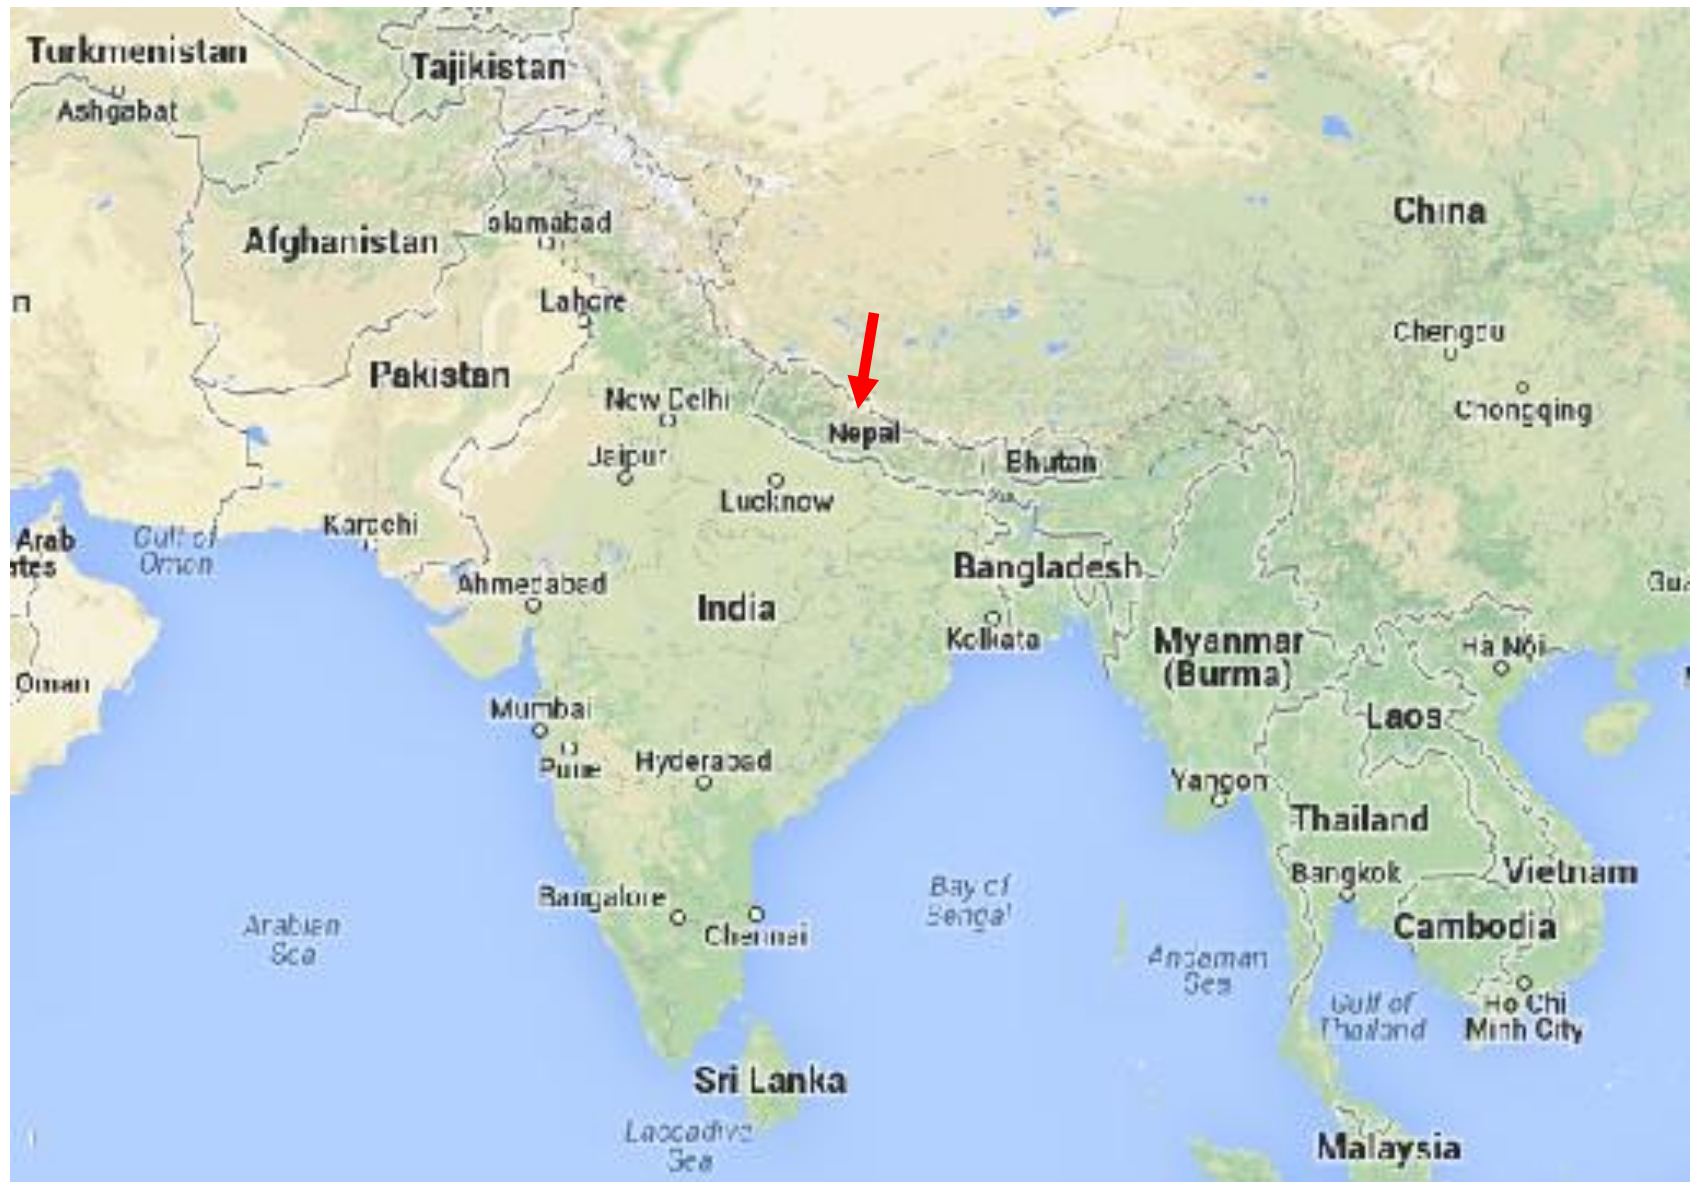 Turkmenistan
Tajikistan
Ashgabat
China
Islamabad
Afghanistan
n
Lahore
Chengdu
Pakistan
New Delhi
Chongqing
Nepal
Jaipur
Bhutan
Lucknow
Karachi
Gulf of
Oman
Arab
ates
Bangladesh
Ahmedabad
Gua
India
Kolkata
Myanmar
(Burma)
Hà Nội
Oman
Mumbai
Laos
Pune
Hyderabad
Yangon
Thailand
Bangkok
Vietnam
Bangalore
Bay of
Bengal
Chennai
Arabian
Sea
Cambodia
Andaman
Sea
Gulf of
Thailand
Ho Chi
Minh City
Sri Lanka
Laccadive
Sea
Malaysia